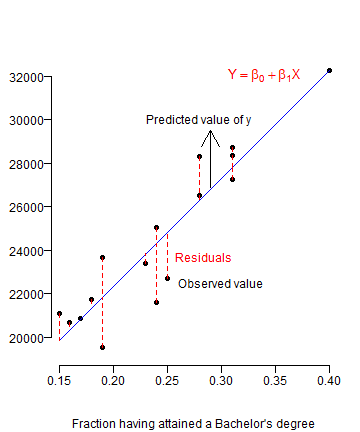 Y = β₀ + β₁X
32000
30000
28000
26000
24000
22000
20000
Predicted value of y
Residuals
Observed value
0.15 0.20 0.25 0.30 0.35 0.40
Fraction having attained a Bachelor's degree